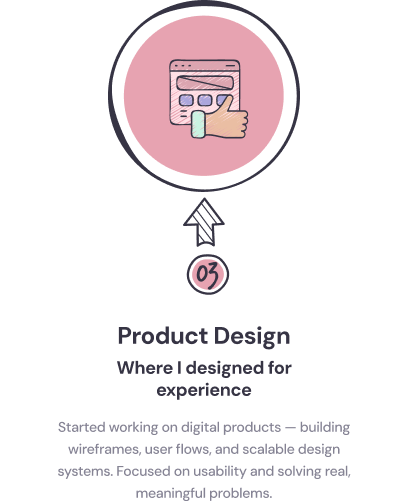 03
Product Design
Where I designed for
experience
Started working on digital products — building
wireframes, user flows, and scalable design
systems. Focused on usability and solving real,
meaningful problems.